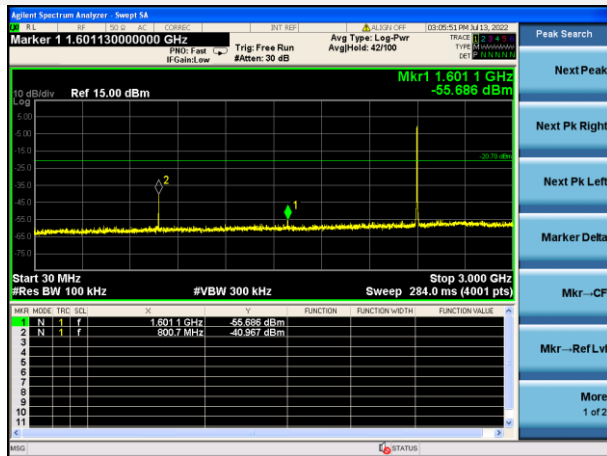 Agilent Spectrum Analyzer - Swept SA
RL RF 50 Ω AC CORREC INT REF ALIGN OFF 03:05:51 PM Jul 13, 2022
Marker 1 1.601130000000 GHz
PNO: Fast
IFGain:Low
Trig: Free Run
#Atten: 30 dB
Avg Type: Log-Pwr
Avg|Hold: 42/100
TRACE 1 2 3 4 5 6
TYPE M
DET P N N N N N
Peak Search
Mkr1 1.601 1 GHz
-55.686 dBm
10 dB/div Ref 15.00 dBm
Log
5.00
-5.00
-15.0
-20.70 dBm
-25.0
-35.0
-45.0
-55.0
-65.0
-75.0
2
1
Start 30 MHz Stop 3.000 GHz
#Res BW 100 kHz #VBW 300 kHz Sweep 284.0 ms (4001 pts)
MKR MODE TRC SCL X Y FUNCTION FUNCTION WIDTH FUNCTION VALUE
1 N 1 f 1.601 1 GHz -55.686 dBm
2 N 1 f 800.7 MHz -40.967 dBm
3
4
5
6
7
8
9
10
11
MSG STATUS
Next Peak
Next Pk Right
Next Pk Left
Marker Delta
Mkr→CF
Mkr→Ref Lvl
More
1 of 2